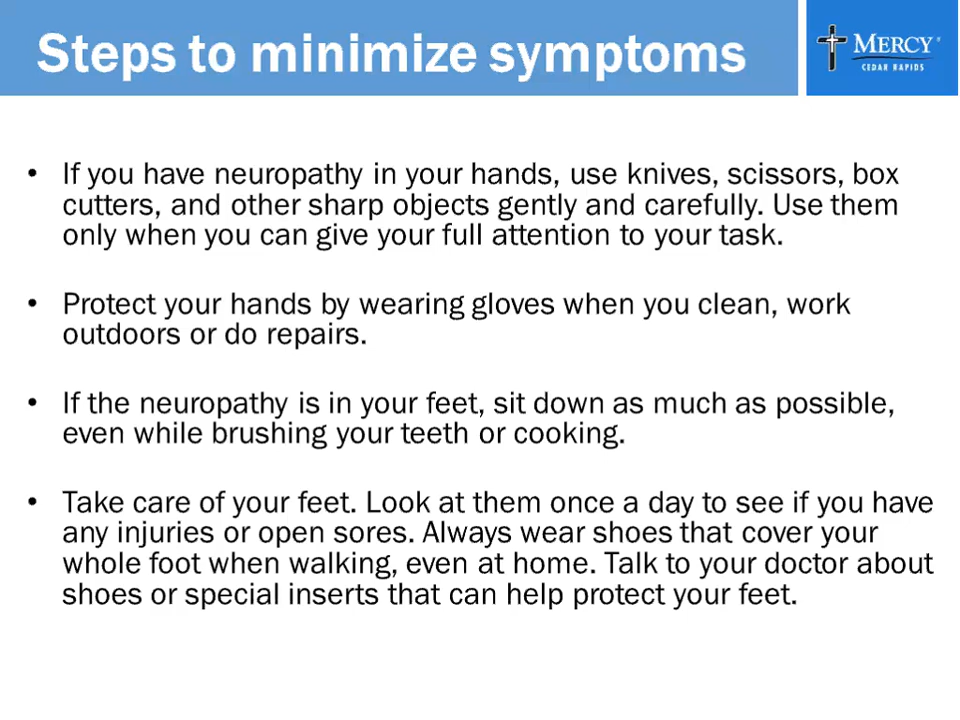 Steps to minimize symptoms
MERCY®
CEDAR RAPIDS
• If you have neuropathy in your hands, use knives, scissors, box
cutters, and other sharp objects gently and carefully. Use them
only when you can give your full attention to your task.
• Protect your hands by wearing gloves when you clean, work
outdoors or do repairs.
• If the neuropathy is in your feet, sit down as much as possible,
even while brushing your teeth or cooking.
• Take care of your feet. Look at them once a day to see if you have
any injuries or open sores. Always wear shoes that cover your
whole foot when walking, even at home. Talk to your doctor about
shoes or special inserts that can help protect your feet.